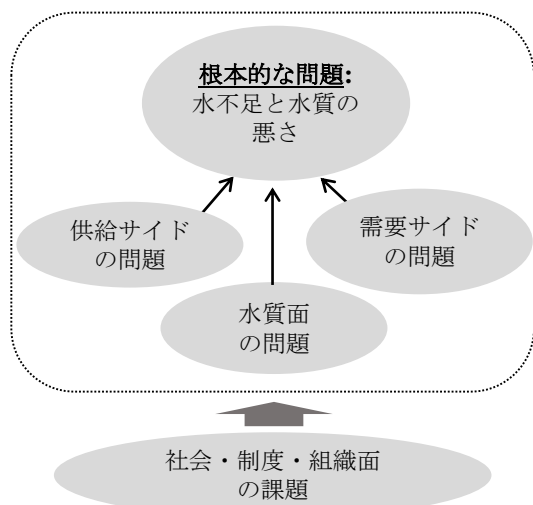 根本的な問題:
水不足と水質の
悪さ
供給サイド
の問題
需要サイド
の問題
水質面
の問題
社会・制度・組織面
の課題